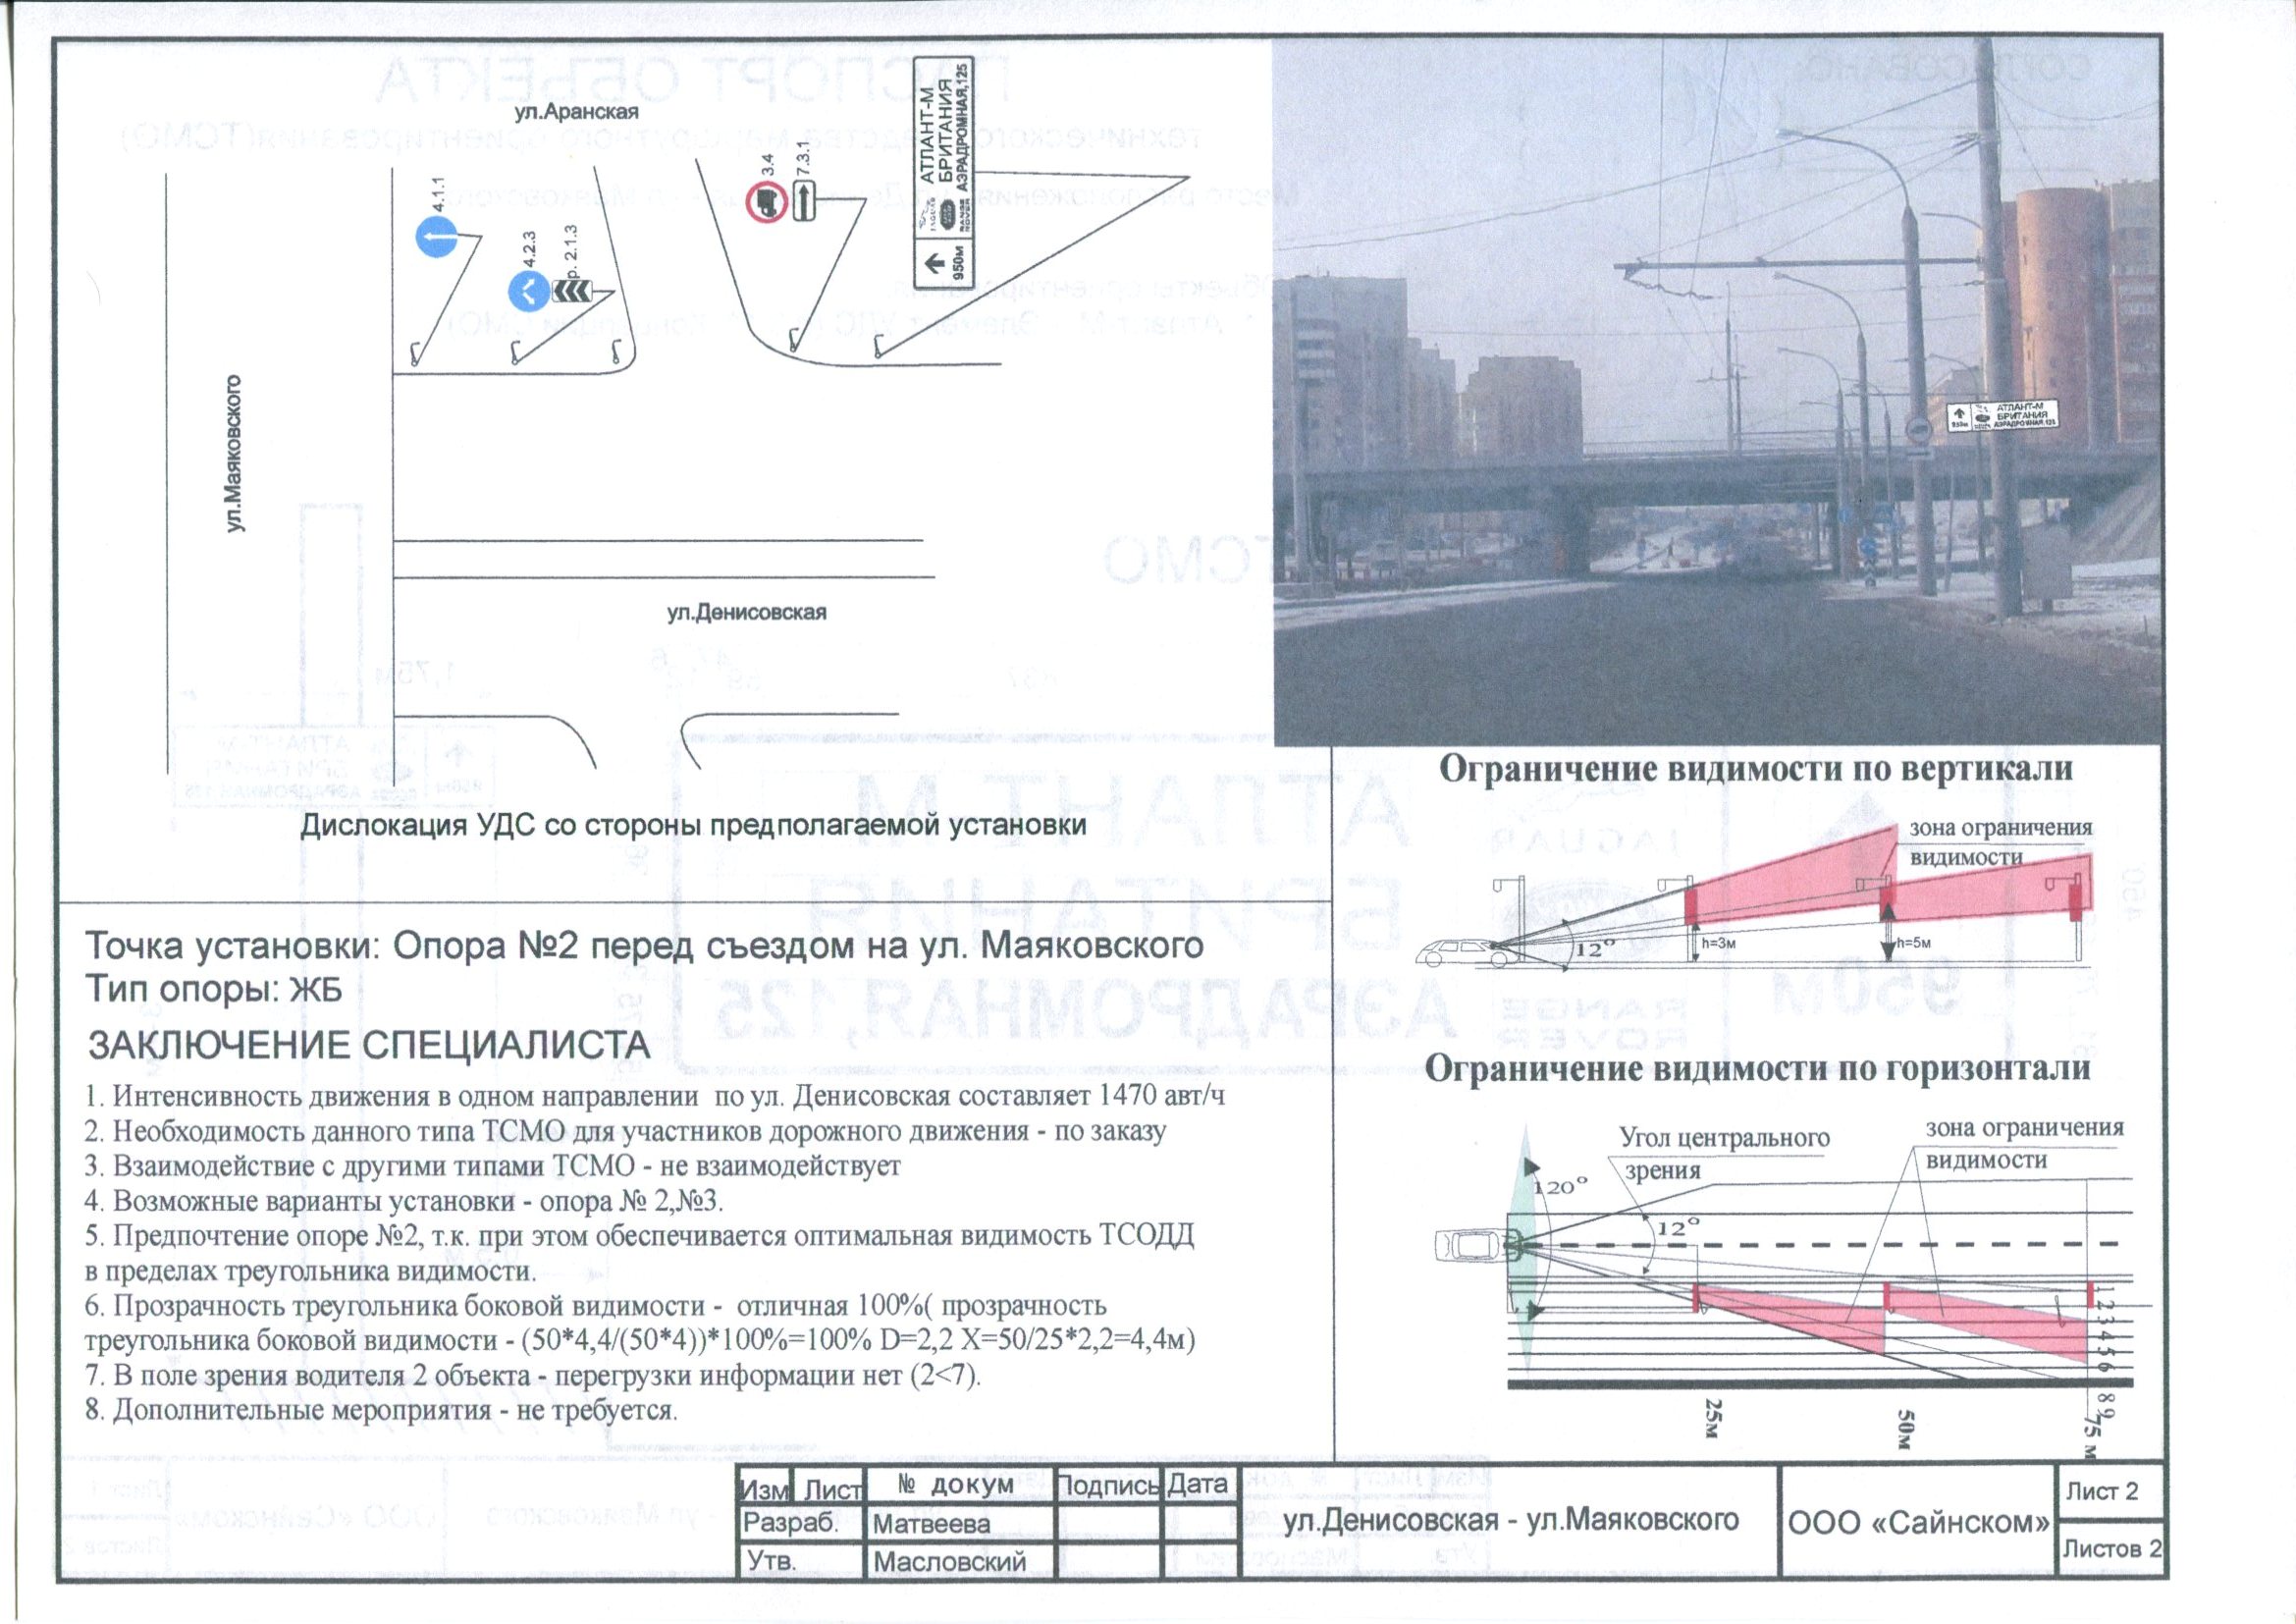 ул.Аранская
4.1.1
4.2.3
р. 2.1.3
3.4
7.3.1
950м
JAGUAR
RANGE
ROVER
АТЛАНТ-М
БРИТАНИЯ
АЭРАДРОМНАЯ,125
ул.Маяковского
ул.Денисовская
Дислокация УДС со стороны предполагаемой установки
950м
АТЛАНТ-М
БРИТАНИЯ
АЭРАДРОМНАЯ,125
Точка установки: Опора №2 перед съездом на ул. Маяковского
Тип опоры: ЖБ
ЗАКЛЮЧЕНИЕ СПЕЦИАЛИСТА
1. Интенсивность движения в одном направлении по ул. Денисовская составляет 1470 авт/ч
2. Необходимость данного типа ТСМО для участников дорожного движения - по заказу
3. Взаимодействие с другими типами ТСМО - не взаимодействует
4. Возможные варианты установки - опора № 2,№3.
5. Предпочтение опоре №2, т.к. при этом обеспечивается оптимальная видимость ТСОДД
в пределах треугольника видимости.
6. Прозрачность треугольника боковой видимости - отличная 100%( прозрачность
треугольника боковой видимости - (50*4,4/(50*4))*100%=100% D=2,2 X=50/25*2,2=4,4м)
7. В поле зрения водителя 2 объекта - перегрузки информации нет (2<7).
8. Дополнительные мероприятия - не требуется.
Ограничение видимости по вертикали
зона ограничения
видимости
12°
h=3м
h=5м
Ограничение видимости по горизонтали
Угол центрального
зрения
зона ограничения
видимости
120°
12°
1 2 3 4 5 6 8 9
25м
50м
75 м
Изм Лист № докум Подпись Дата
Разраб. Матвеева
Утв. Масловский
ул.Денисовская - ул.Маяковского
ООО «Сайнском»
Лист 2
Листов 2